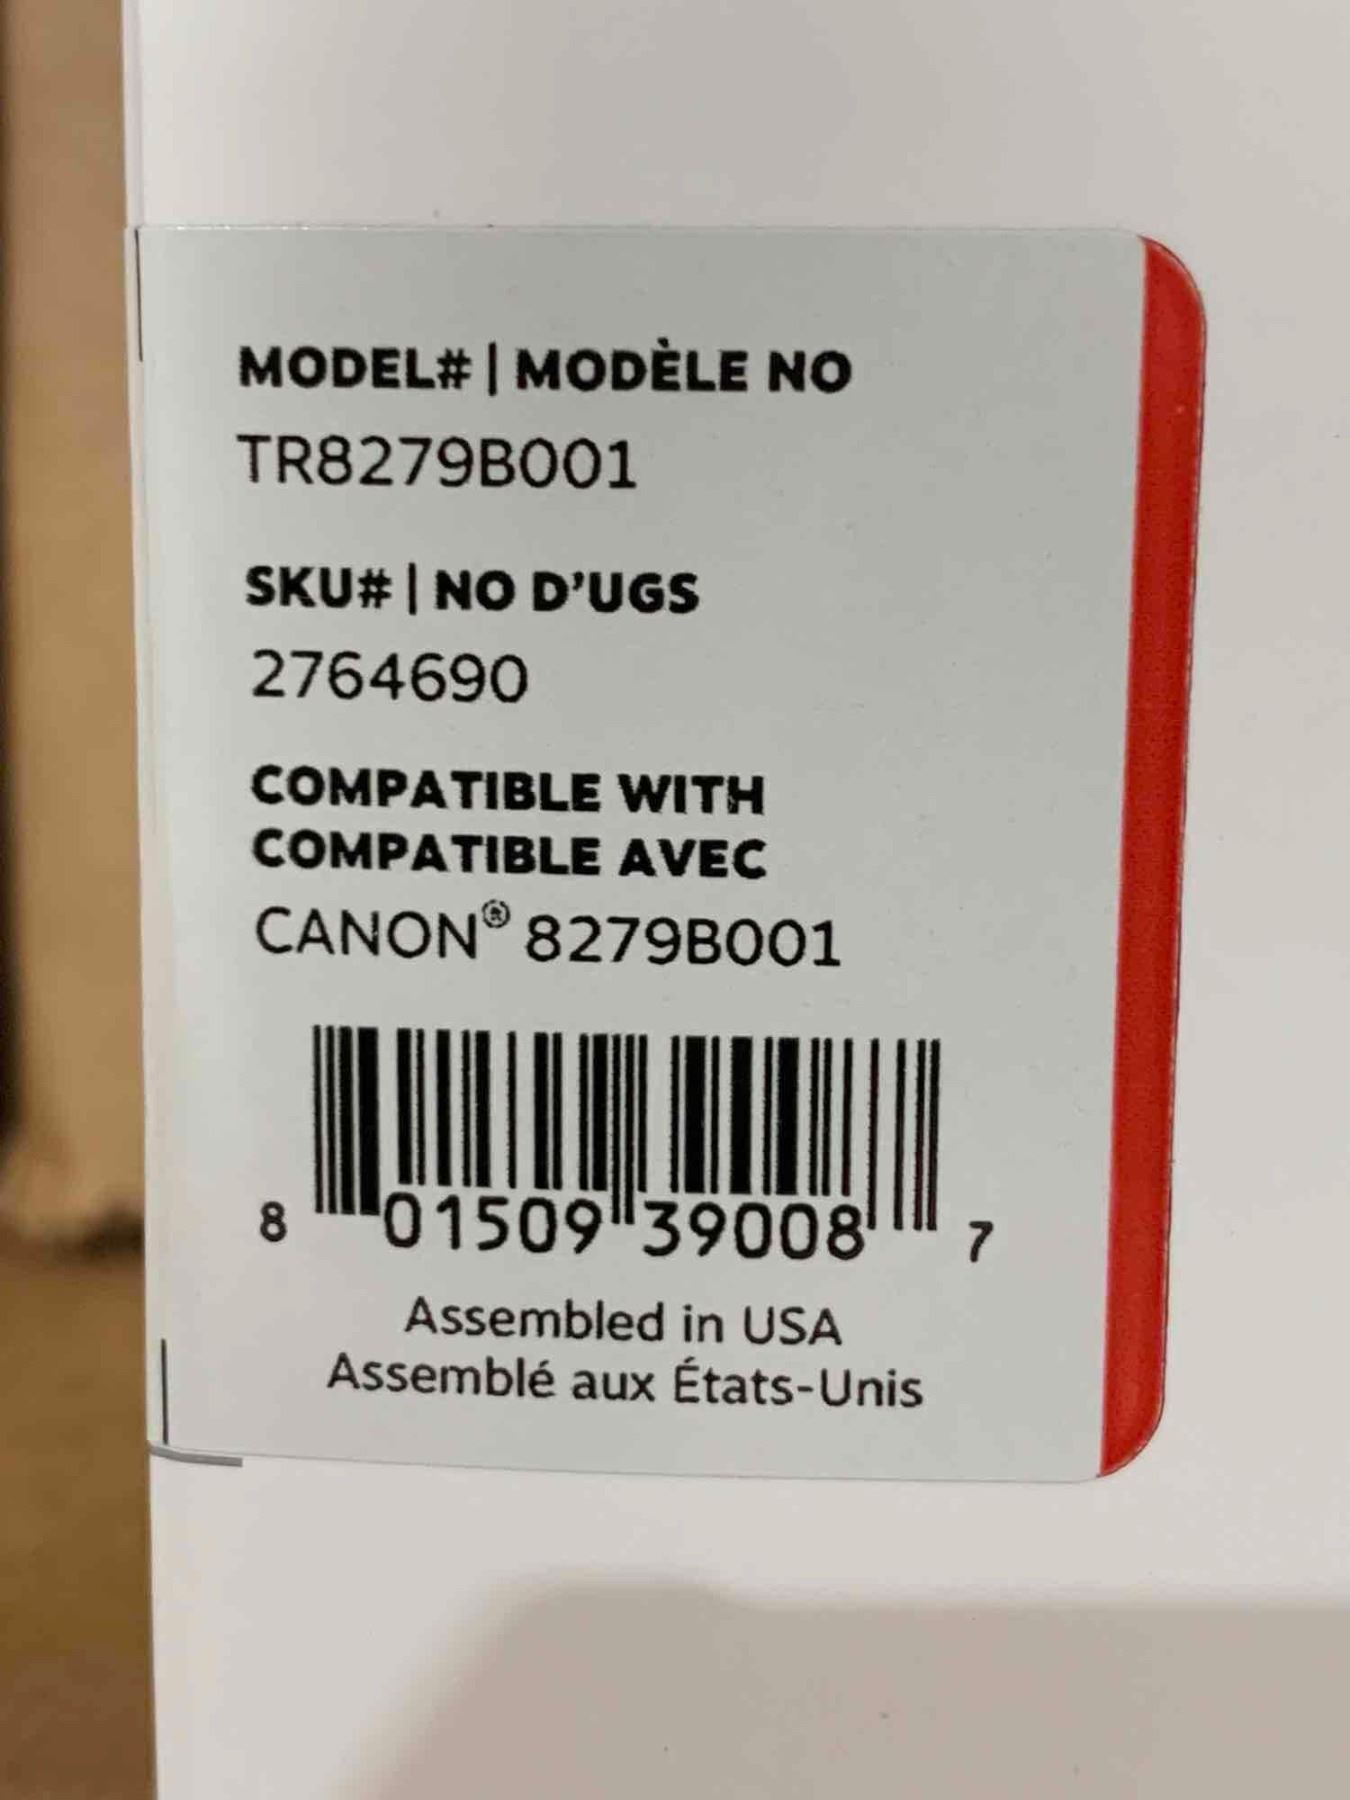 MODEL# | MODÈLE NO
TR8279B001
SKU# | NO D'UGS
2764690
COMPATIBLE WITH
COMPATIBLE AVEC
CANON® 8279B001
8 01509 39008 7
Assembled in USA
Assemblé aux États-Unis